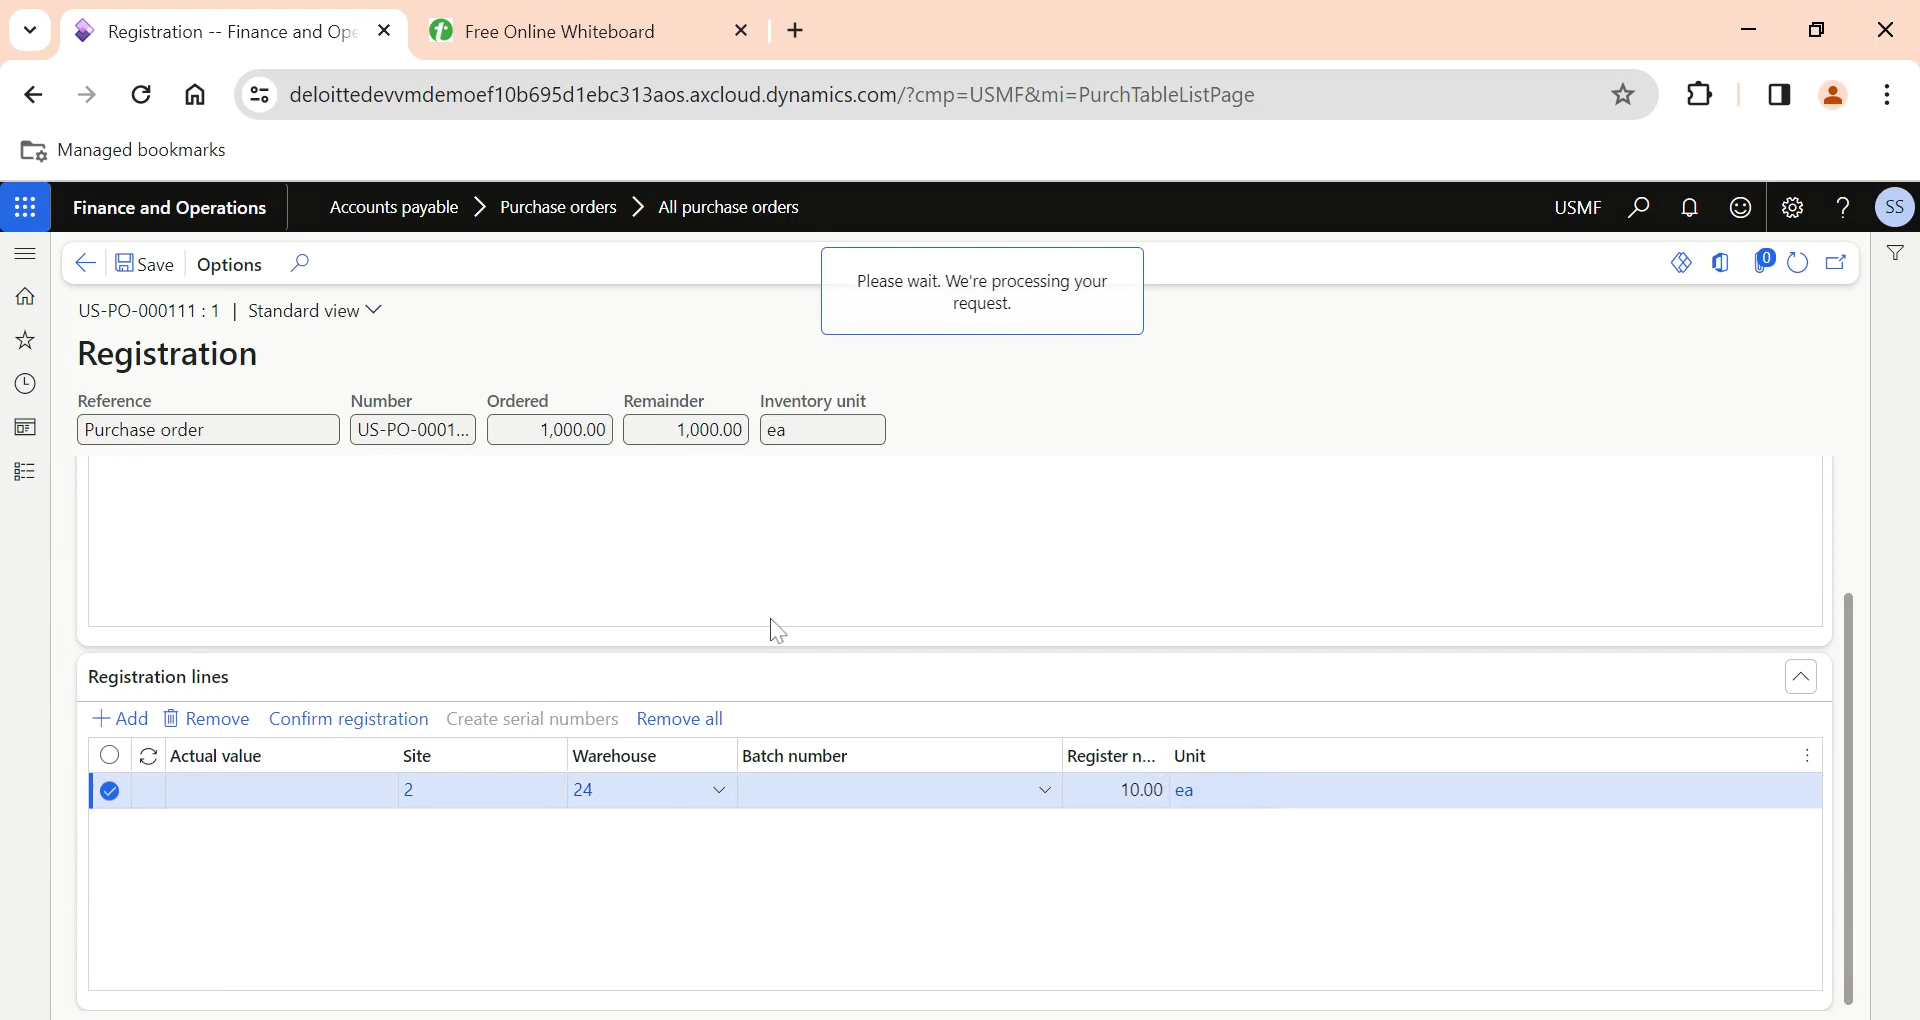 Registration -- Finance and Ope
Free Online Whiteboard
deloittedevvmdemoef10b695d1ebc313aos.axcloud.dynamics.com/?cmp=USMF&mi=PurchTableListPage
Managed bookmarks
Finance and Operations
Accounts payable
Purchase orders
All purchase orders
USMF
?
SS
Save
Options
Please wait. We're processing your
request.
0
US-PO-000111 : 1 | Standard view
Registration
Reference
Number
Ordered
Remainder
Inventory unit
Purchase order
US-PO-0001...
1,000.00
1,000.00
ea
Registration lines
Add
Remove
Confirm registration
Create serial numbers
Remove all
Actual value
Site
Warehouse
Batch number
Register n...
Unit
2
24
10.00
ea